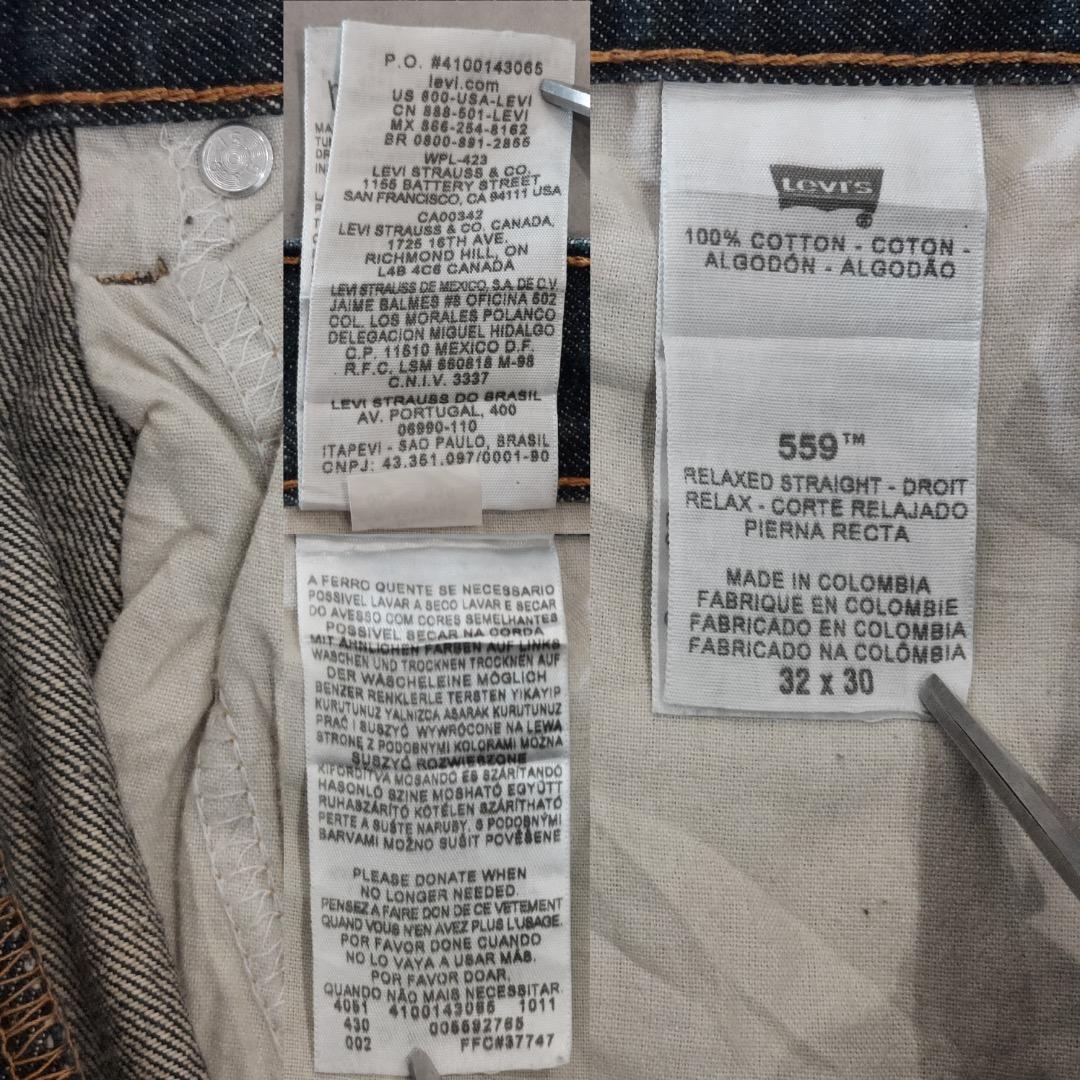 P.O. #4100143065
levi.com
US 800-USA-LEVI
CN 888-501-LEVI
MX 866-254-8162
BR 0800-891-2855
WPL-423
LEVI STRAUSS & CO.
1155 BATTERY STREET
SAN FRANCISCO, CA 94111 USA
CA00342
LEVI STRAUSS & CO. CANADA,
1725 16TH AVE.
RICHMOND HILL, ON
L4B 4C6 CANADA
LEVI STRAUSS DE MEXICO, S.A. DE C.V
JAIME BALMES #8 OFICINA 602
COL. LOS MORALES POLANCO
DELEGACION MIGUEL HIDALGO
C.P. 11510 MEXICO D.F.
R.F.C. LSM 850818 M-98
C.N.I.V. 3337
LEVI STRAUSS DO BRASIL
AV. PORTUGAL, 400
06690-110
ITAPEVI - SAO PAULO, BRASIL
CNPJ: 43.351.097/0001-90
A FERRO QUENTE SE NECESSARIO
POSSIVEL LAVAR A SECO LAVAR E SECAR
DO AVESSO COM CORES SEMELHANTES
POSSIVEL SECAR NA CORDA
MIT ÄHNLICHEN FARBEN AUF LINKS
WASCHEN UND TROCKNEN TROCKNEN AUF
DER WÄSCHELEINE MÖGLICH
BENZER RENKLERLE TERSTEN YIKAYIP
KURUTUNUZ YALNIZCA ASARAK KURUTUNUZ
PRAĆ I SUSZYĆ WYWRÓCONE NA LEWA
STRONĘ Z PODOBNYMI KOLORAMI MOŻNA
SUSZYĆ ROZWIESZONE
KIFORDÍTVA MOSANDÓ ÉS SZÁRÍTANDÓ
HASONLÓ SZINE MOSHATÓ EGYÜTT
RUHASZÁRÍTÓ KÖTÉLEN SZÁRÍTHATÓ
PERTE A SUŠTE NARUBY. S PODOBNÝMI
BARVAMI MOŽNO SUŠIT POVĚŠENÉ
PLEASE DONATE WHEN
NO LONGER NEEDED.
PENSEZ A FAIRE DON DE CE VETEMENT
QUAND VOUS N'EN AVEZ PLUS L'USAGE.
POR FAVOR DONE CUANDO
NO LO VAYA A USAR MÁS.
POR FAVOR DOAR,
QUANDO NÃO MAIS NECESSITAR.
4051 4100143065 1011
430 005592765
002 FFC#37747
Levi's
100% COTTON - COTON -
ALGODÓN - ALGODÃO
559™
RELAXED STRAIGHT - DROIT
RELAX - CORTE RELAJADO
PIERNA RECTA
MADE IN COLOMBIA
FABRIQUE EN COLOMBIE
FABRICADO EN COLOMBIA
FABRICADO NA COLÔMBIA
32 x 30